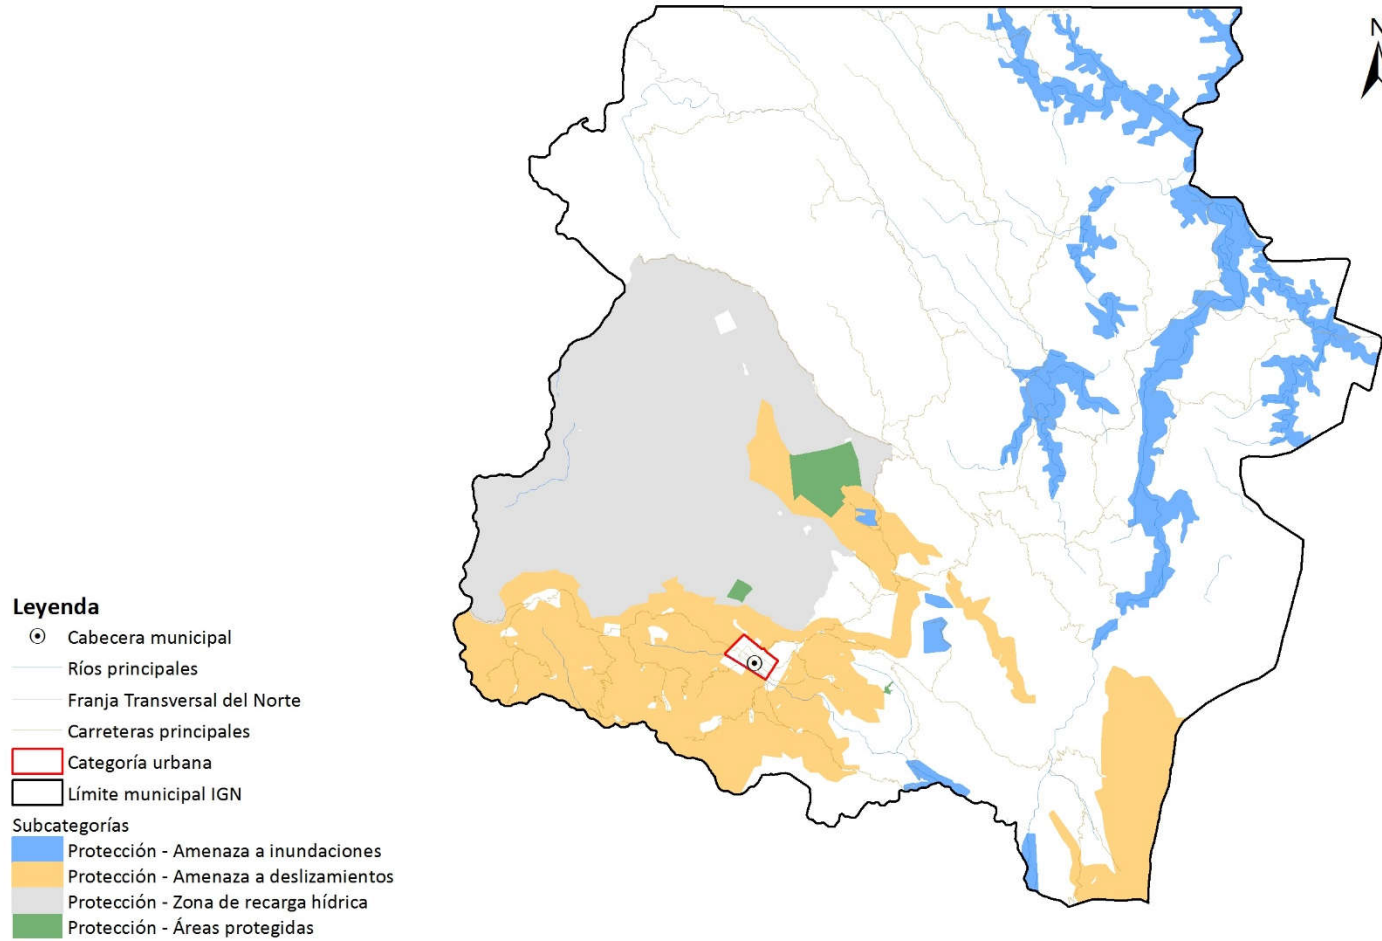 N
Leyenda
Cabecera municipal
Ríos principales
Franja Transversal del Norte
Carreteras principales
Categoría urbana
Límite municipal IGN
Subcategorías
Protección - Amenaza a inundaciones
Protección - Amenaza a deslizamientos
Protección - Zona de recarga hídrica
Protección - Áreas protegidas